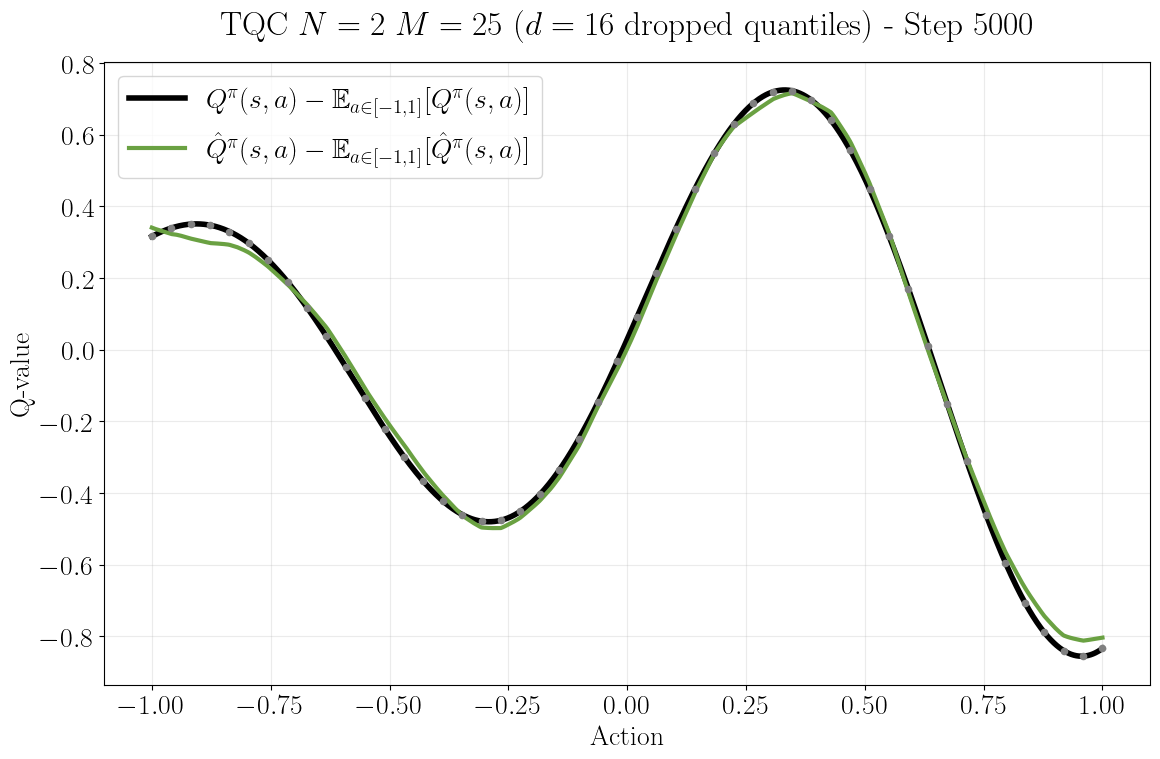 TQC N = 2 M = 25 (d = 16 dropped quantiles) - Step 5000
Q^π(s, a) − 𝔼_{a∈[−1,1]}[Q^π(s, a)]
Q̂^π(s, a) − 𝔼_{a∈[−1,1]}[Q̂^π(s, a)]
0.8
0.6
0.4
0.2
0.0
−0.2
−0.4
−0.6
−0.8
Q-value
−1.00 −0.75 −0.50 −0.25 0.00 0.25 0.50 0.75 1.00
Action